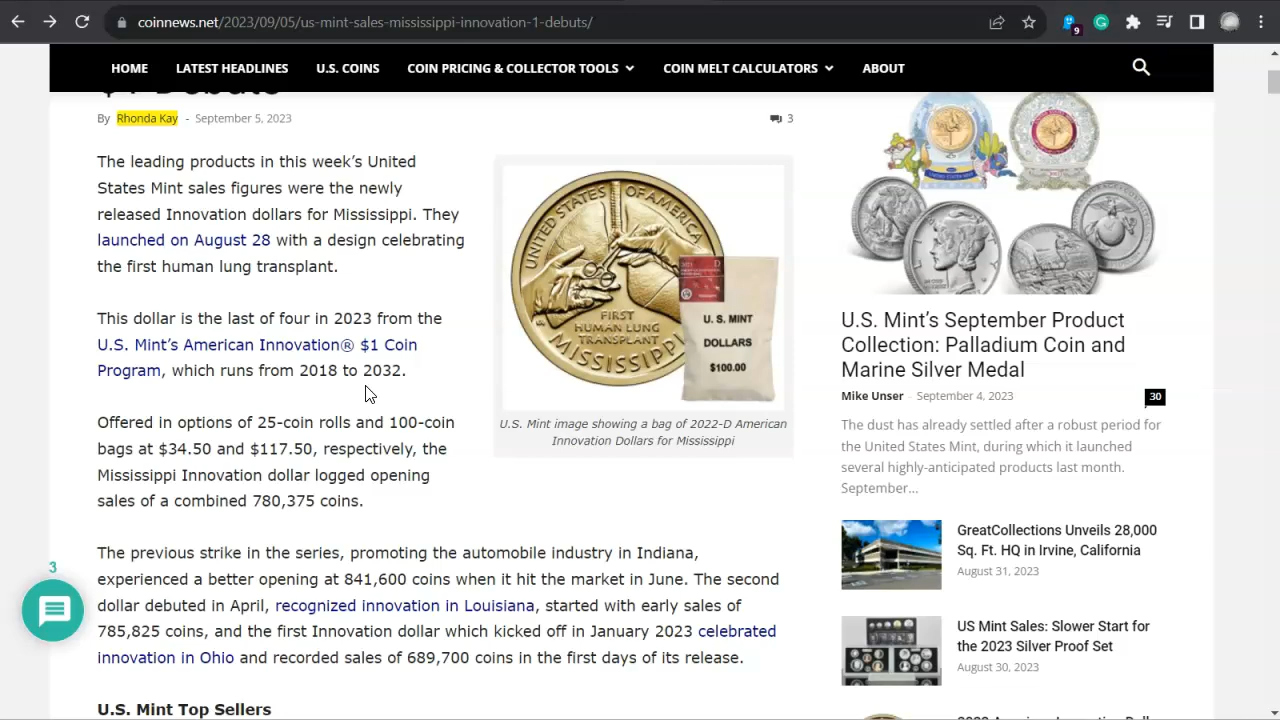 coinnews.net/2023/09/05/us-mint-sales-mississippi-innovation-1-debuts/
9
HOME
LATEST HEADLINES
U.S. COINS
COIN PRICING & COLLECTOR TOOLS
COIN MELT CALCULATORS
ABOUT
$1 Debuts
By Rhonda Kay - September 5, 2023
3
The leading products in this week's United
States Mint sales figures were the newly
released Innovation dollars for Mississippi. They
launched on August 28 with a design celebrating
the first human lung transplant.
This dollar is the last of four in 2023 from the
U.S. Mint's American Innovation® $1 Coin
Program, which runs from 2018 to 2032.
Offered in options of 25-coin rolls and 100-coin
bags at $34.50 and $117.50, respectively, the
Mississippi Innovation dollar logged opening
sales of a combined 780,375 coins.
UNITED STATES OF AMERICA
FIRST
HUMAN LUNG
TRANSPLANT
MISSISSIPPI
D
U. S. MINT
DOLLARS
$100.00
U.S. Mint image showing a bag of 2022-D American
Innovation Dollars for Mississippi
The previous strike in the series, promoting the automobile industry in Indiana,
experienced a better opening at 841,600 coins when it hit the market in June. The second
dollar debuted in April, recognized innovation in Louisiana, started with early sales of
785,825 coins, and the first Innovation dollar which kicked off in January 2023 celebrated
innovation in Ohio and recorded sales of 689,700 coins in the first days of its release.
U.S. Mint Top Sellers
3
U.S. Mint's September Product
Collection: Palladium Coin and
Marine Silver Medal
Mike Unser - September 4, 2023
30
The dust has already settled after a robust period for
the United States Mint, during which it launched
several highly-anticipated products last month.
September...
GreatCollections Unveils 28,000
Sq. Ft. HQ in Irvine, California
August 31, 2023
US Mint Sales: Slower Start for
the 2023 Silver Proof Set
August 30, 2023